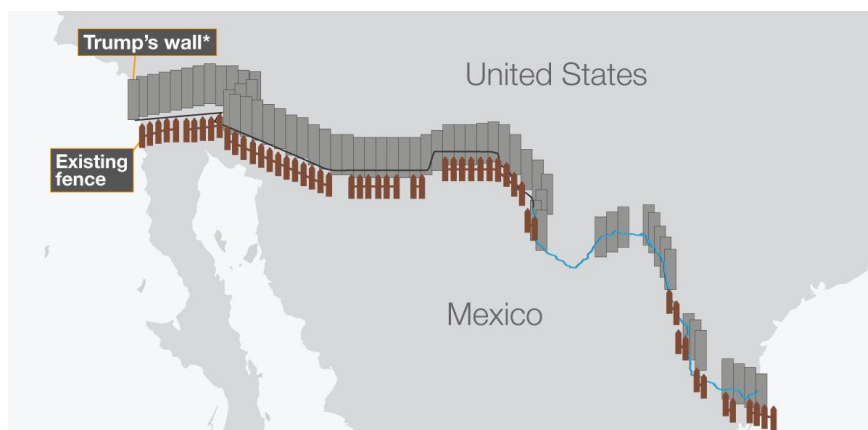 Trump's wall*
United States
Existing
fence
Mexico